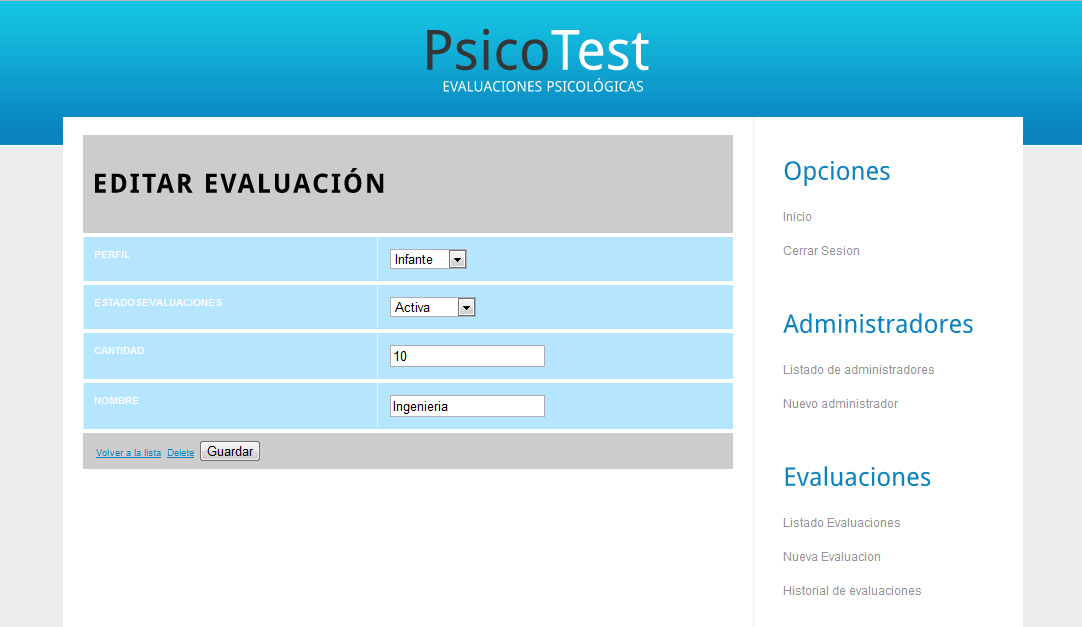 PsicoTest
EVALUACIONES PSICOLÓGICAS
EDITAR EVALUACIÓN
PERFIL Infante
ESTADOSEVALUACIONES Activa
CANTIDAD 10
NOMBRE Ingenieria
Volver a la lista Delete Guardar
Opciones
Inicio
Cerrar Sesion
Administradores
Listado de administradores
Nuevo administrador
Evaluaciones
Listado Evaluaciones
Nueva Evaluacion
Historial de evaluaciones